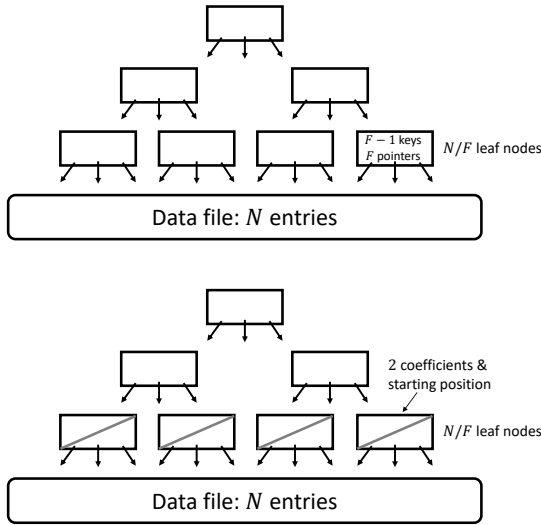 F − 1 keys
F pointers
N/F leaf nodes
Data file: N entries
2 coefficients &
starting position
N/F leaf nodes
Data file: N entries